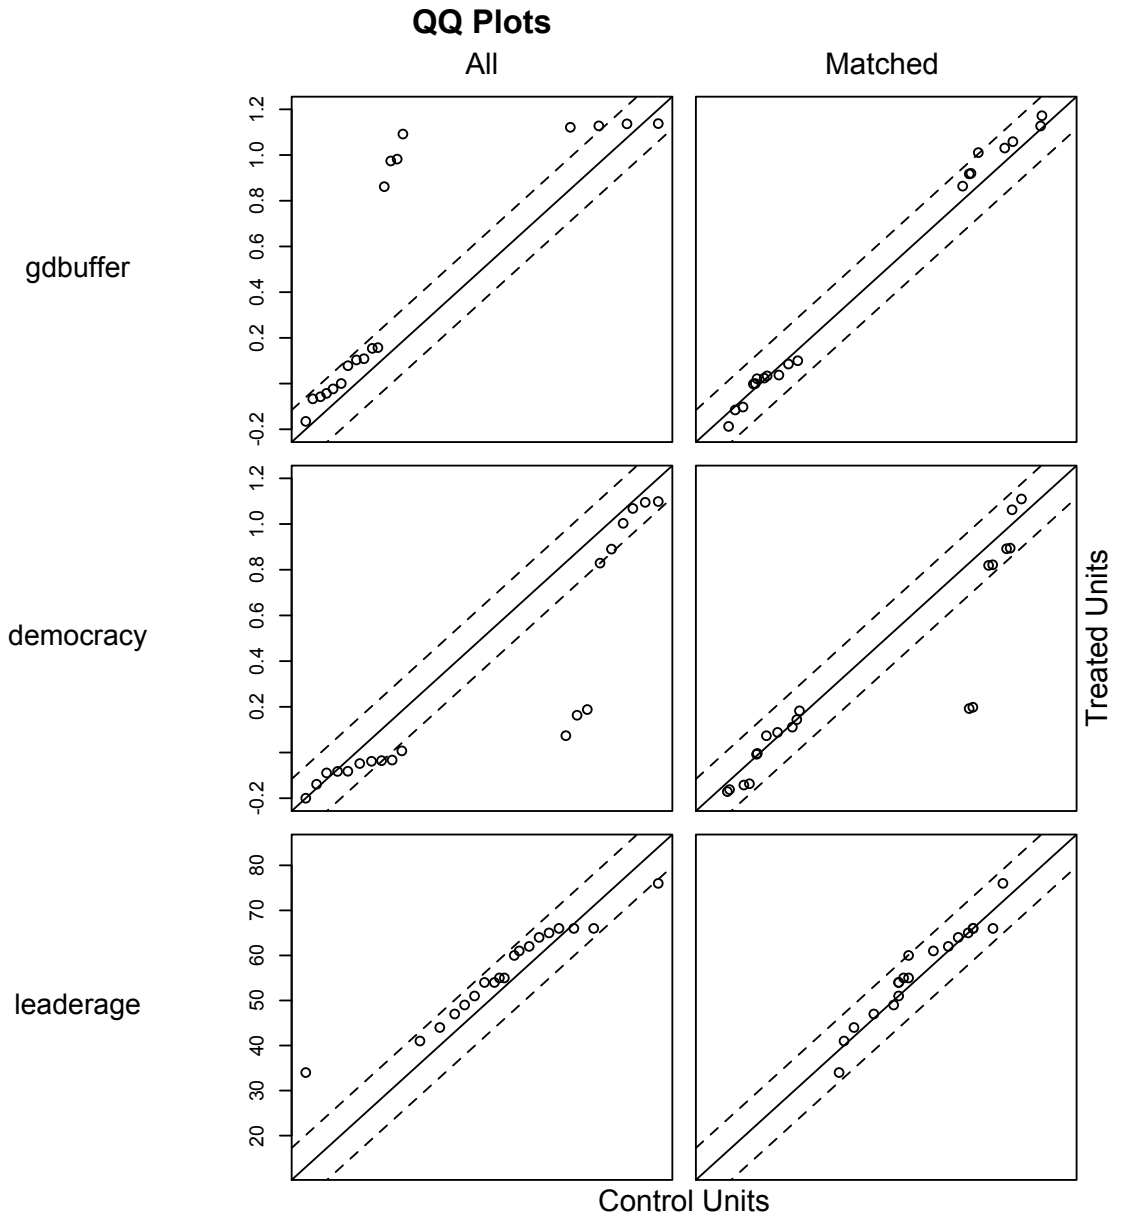 QQ Plots
All Matched
gdbuffer
-0.2 0.2 0.4 0.6 0.8 1.0 1.2
democracy
-0.2 0.2 0.4 0.6 0.8 1.0 1.2
Treated Units
leaderage
20 30 40 50 60 70 80
Control Units